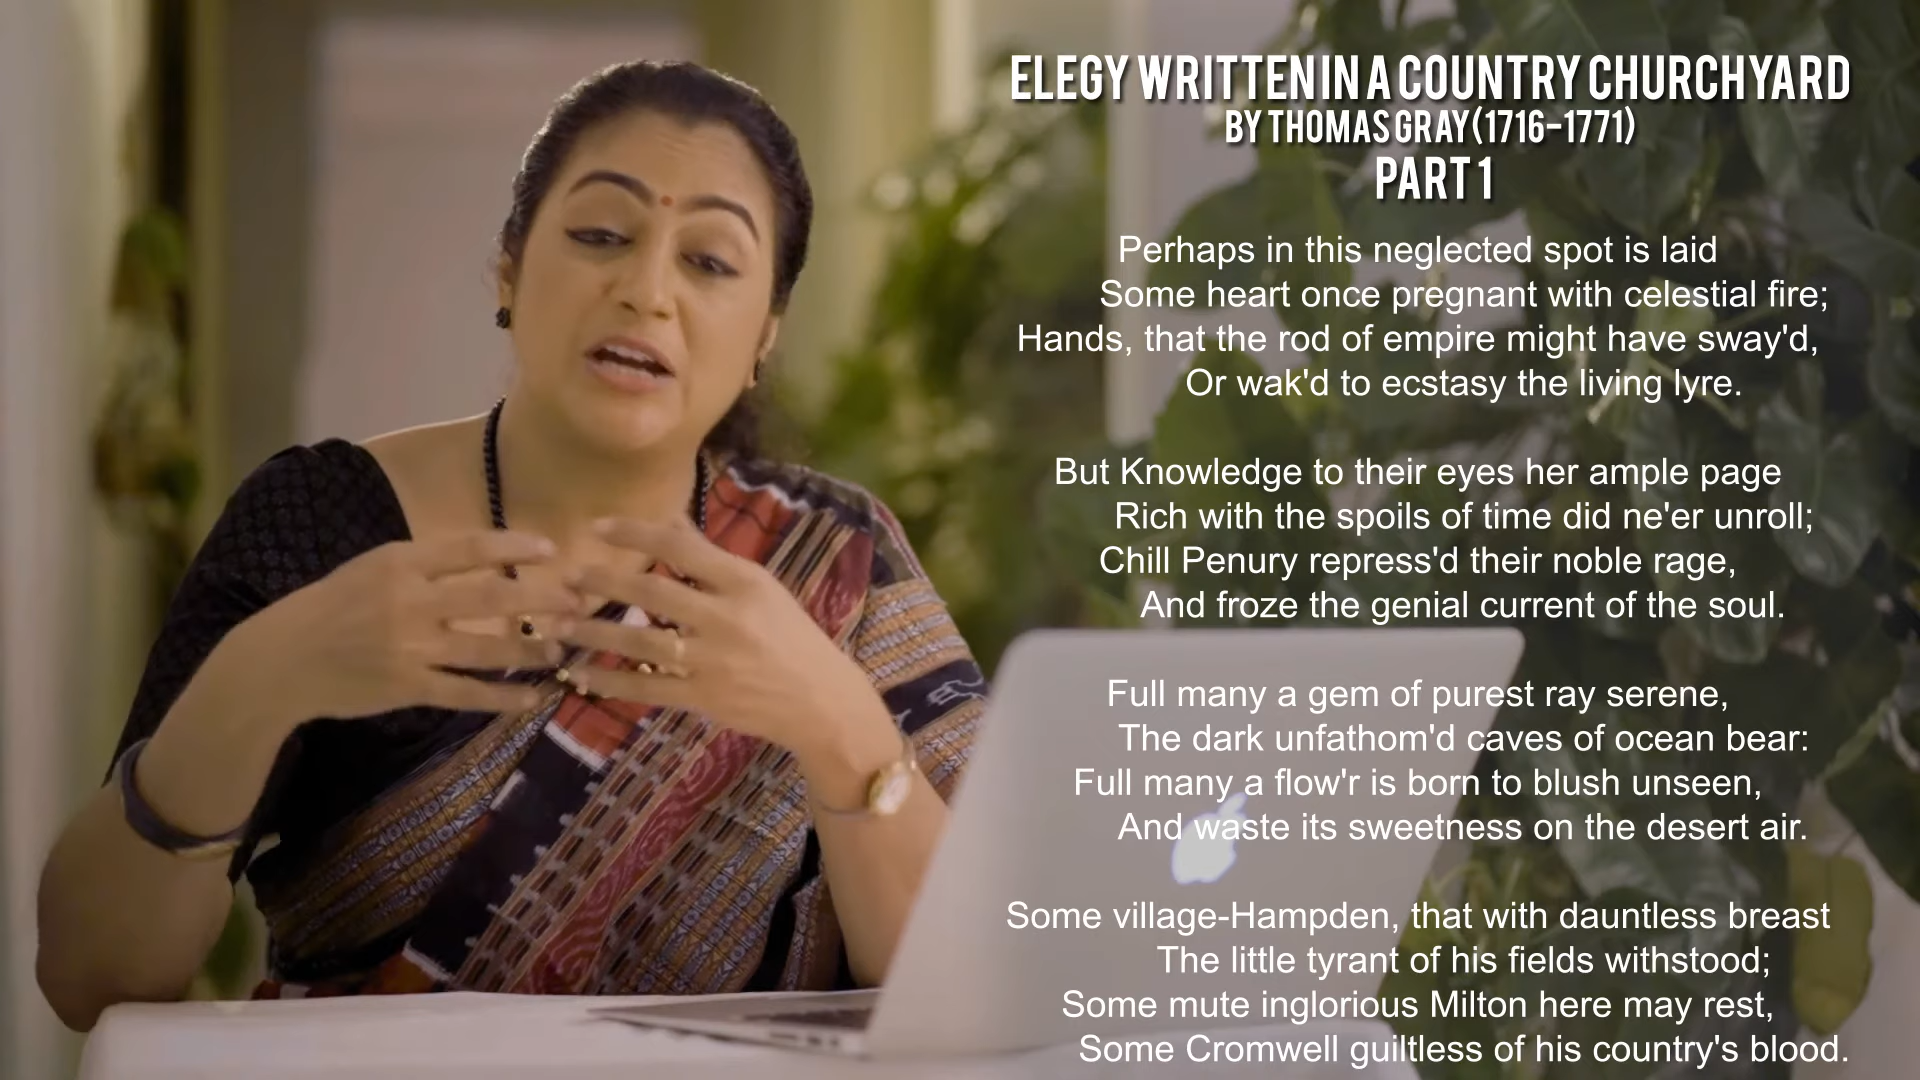 ELEGY WRITTEN IN A COUNTRY CHURCHYARD
BY THOMAS GRAY (1716-1771)
PART 1
Perhaps in this neglected spot is laid
Some heart once pregnant with celestial fire;
Hands, that the rod of empire might have sway'd,
Or wak'd to ecstasy the living lyre.
But Knowledge to their eyes her ample page
Rich with the spoils of time did ne'er unroll;
Chill Penury repress'd their noble rage,
And froze the genial current of the soul.
Full many a gem of purest ray serene,
The dark unfathom'd caves of ocean bear:
Full many a flow'r is born to blush unseen,
And waste its sweetness on the desert air.
Some village-Hampden, that with dauntless breast
The little tyrant of his fields withstood;
Some mute inglorious Milton here may rest,
Some Cromwell guiltless of his country's blood.